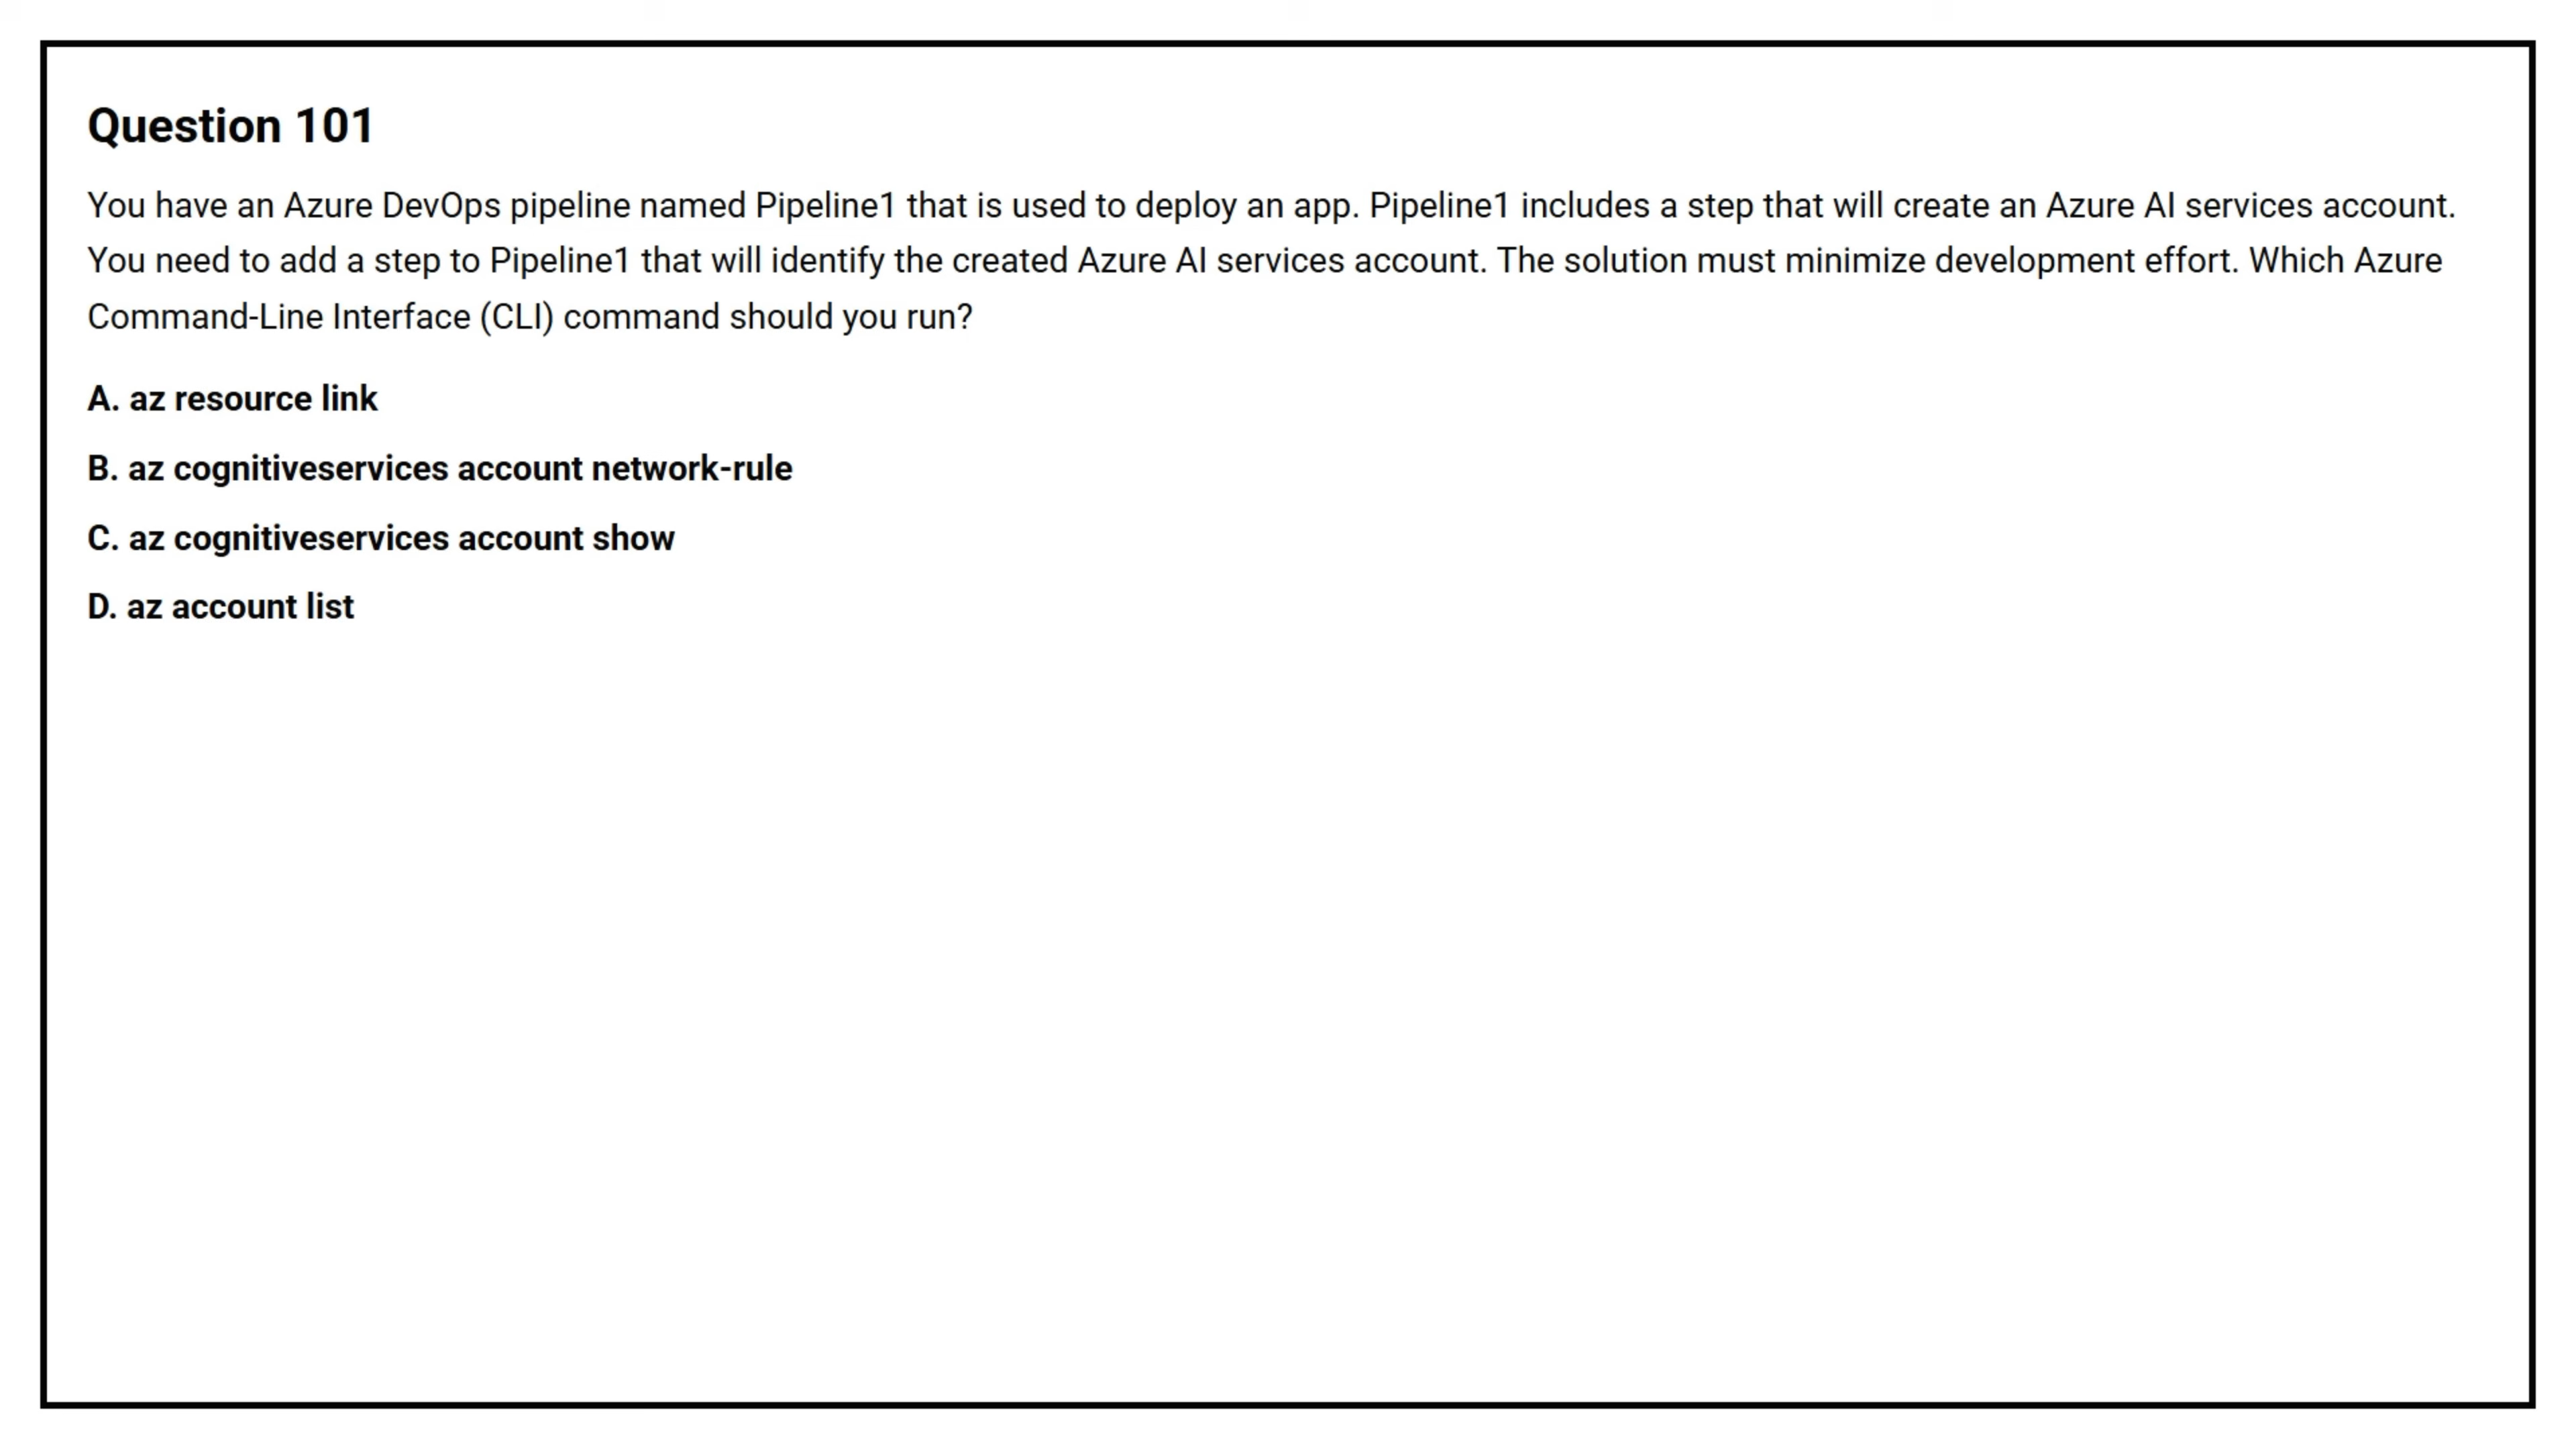 Question 101
You have an Azure DevOps pipeline named Pipeline1 that is used to deploy an app. Pipeline1 includes a step that will create an Azure AI services account.
You need to add a step to Pipeline1 that will identify the created Azure AI services account. The solution must minimize development effort. Which Azure
Command-Line Interface (CLI) command should you run?
A. az resource link
B. az cognitiveservices account network-rule
C. az cognitiveservices account show
D. az account list